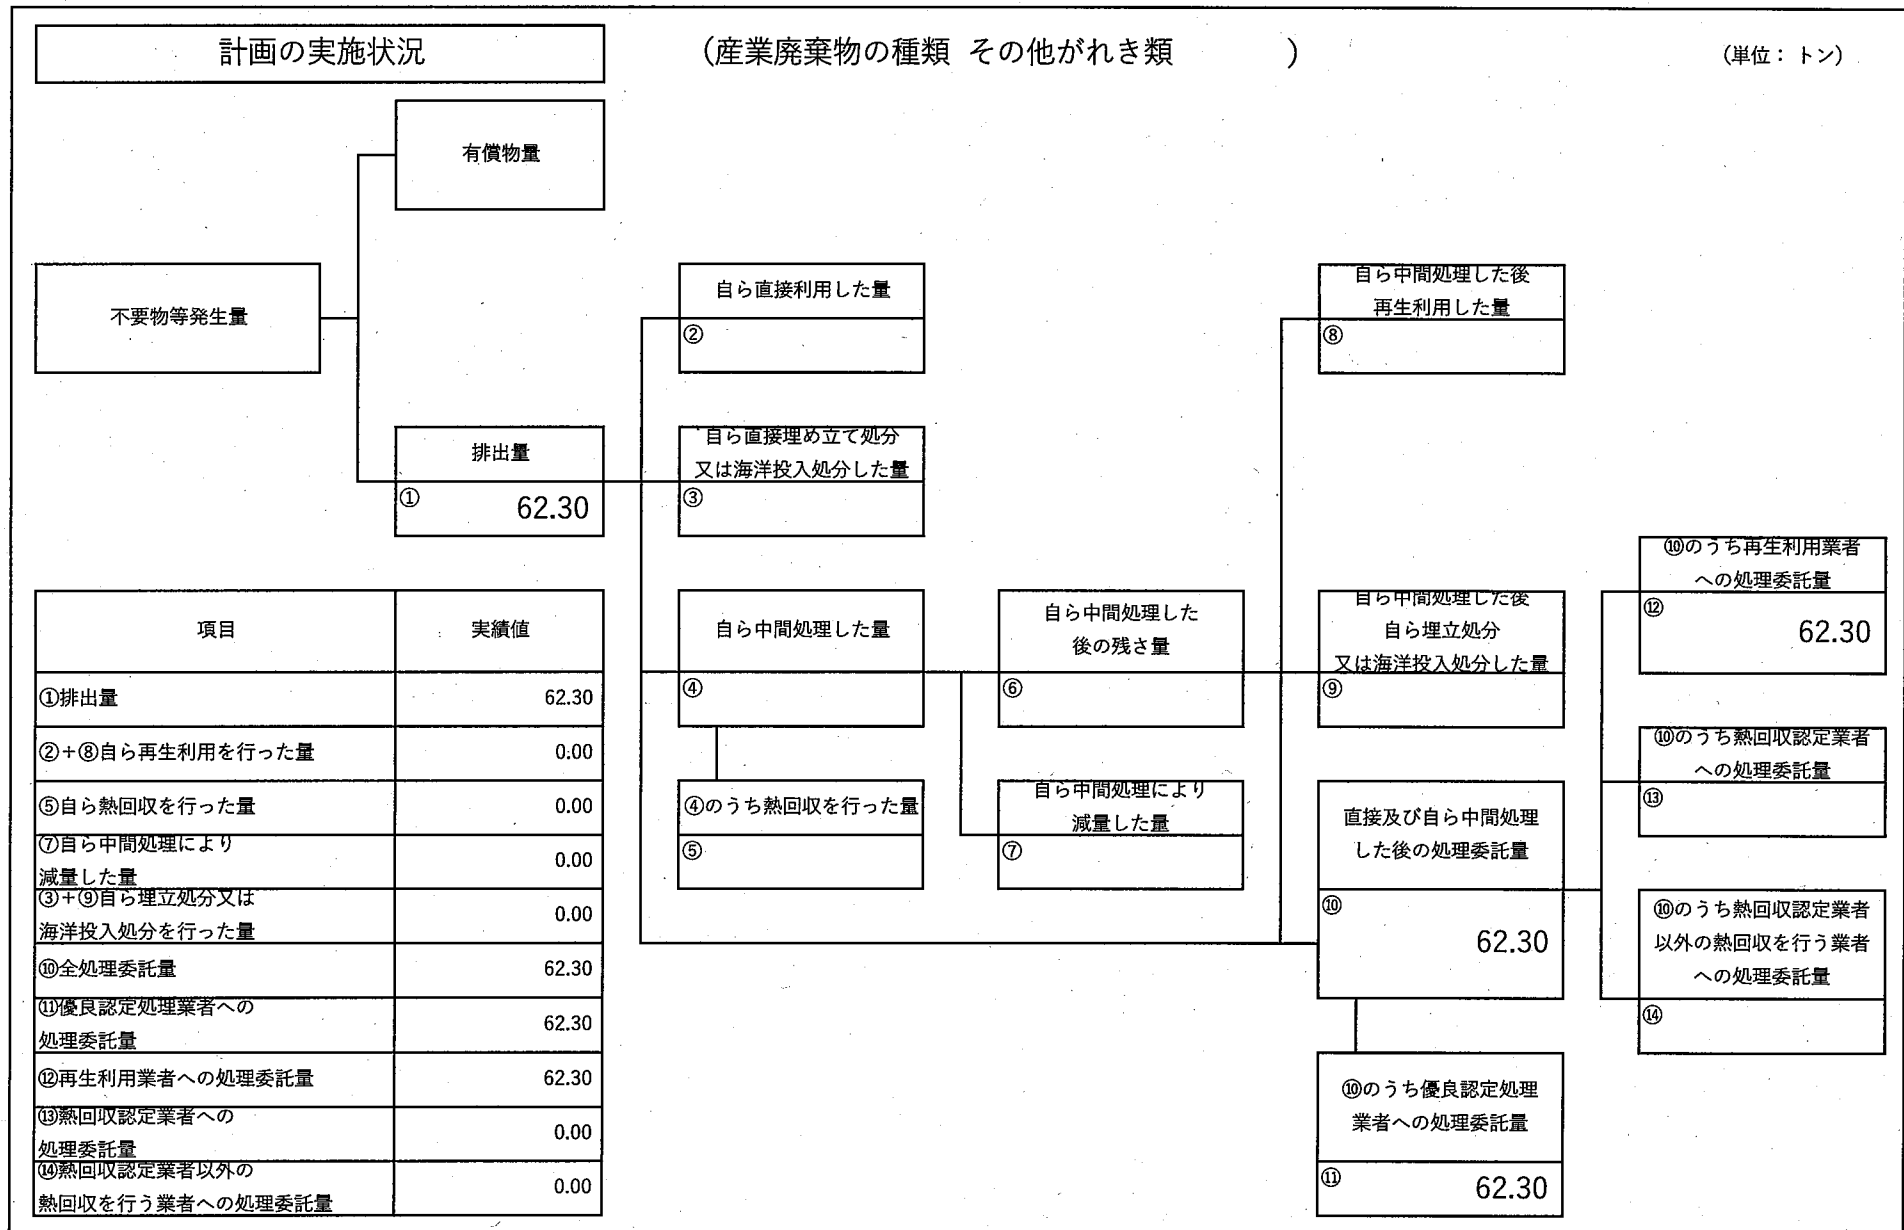 計画の実施状況
（産業廃棄物の種類 その他がれき類　　　　）
（単位：トン）
有償物量
不要物等発生量
自ら直接利用した量
②
自ら中間処理した後
再生利用した量
⑧
排出量
① 62.30
自ら直接埋め立て処分
又は海洋投入処分した量
③
⑩のうち再生利用業者
への処理委託量
⑫ 62.30
自ら中間処理した量
④
自ら中間処理した
後の残さ量
⑥
自ら中間処理した後
自ら埋立処分
又は海洋投入処分した量
⑨
⑩のうち熱回収認定業者
への処理委託量
⑬
④のうち熱回収を行った量
⑤
自ら中間処理により
減量した量
⑦
直接及び自ら中間処理
した後の処理委託量
⑩ 62.30
⑩のうち熱回収認定業者
以外の熱回収を行う業者
への処理委託量
⑭
⑩のうち優良認定処理
業者への処理委託量
⑪ 62.30
項目 実績値
①排出量 62.30
②+⑧自ら再生利用を行った量 0.00
⑤自ら熱回収を行った量 0.00
⑦自ら中間処理により
減量した量 0.00
③+⑨自ら埋立処分又は
海洋投入処分を行った量 0.00
⑩全処理委託量 62.30
⑪優良認定処理業者への
処理委託量 62.30
⑫再生利用業者への処理委託量 62.30
⑬熱回収認定業者への
処理委託量 0.00
⑭熱回収認定業者以外の
熱回収を行う業者への処理委託量 0.00